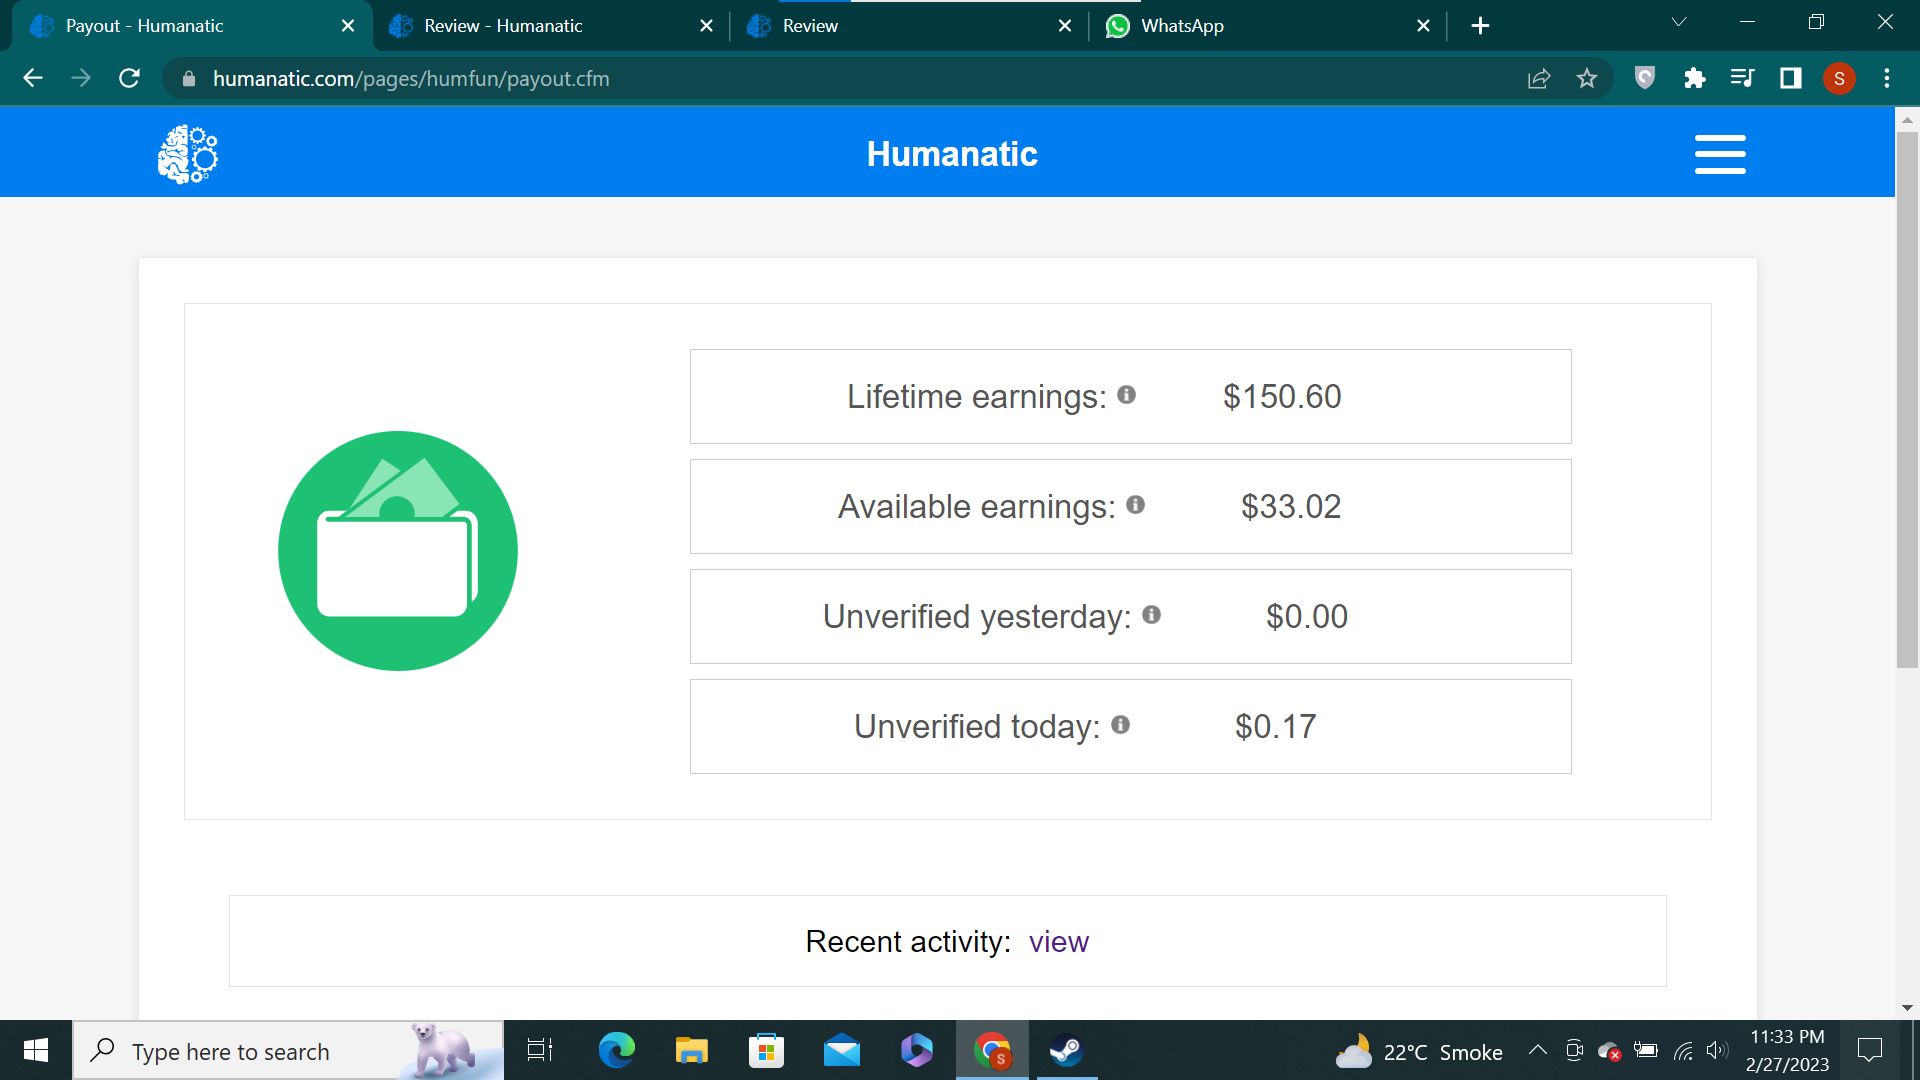 Payout - Humanatic
Review - Humanatic
Review
WhatsApp
humanatic.com/pages/humfun/payout.cfm
S
Humanatic
Lifetime earnings: $150.60
Available earnings: $33.02
Unverified yesterday: $0.00
Unverified today: $0.17
Recent activity: view
Type here to search
S
22°C Smoke
11:33 PM
2/27/2023